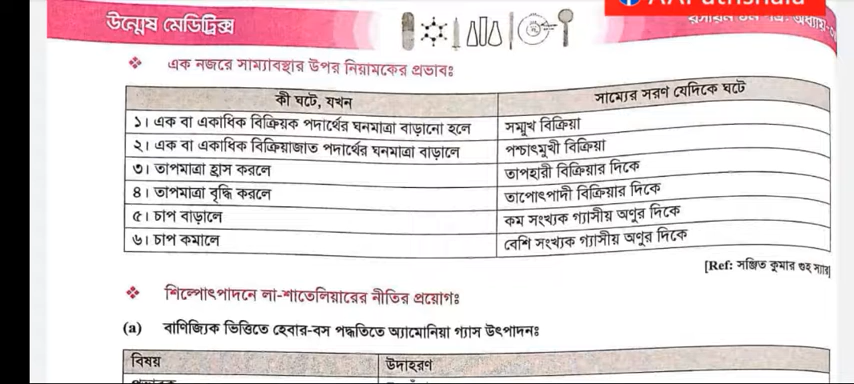 AAPathshala
উন্মেষ মেডিট্রিক্স
❖ এক নজরে সাম্যাবস্থার উপর নিয়ামকের প্রভাবঃ
কী ঘটে, যখন সাম্যের সরণ যেদিকে ঘটে
১। এক বা একাধিক বিক্রিয়ক পদার্থের ঘনমাত্রা বাড়ানো হলে সম্মুখ বিক্রিয়া
২। এক বা একাধিক বিক্রিয়াজাত পদার্থের ঘনমাত্রা বাড়ালে পশ্চাৎমুখী বিক্রিয়া
৩। তাপমাত্রা হ্রাস করলে তাপহারী বিক্রিয়ার দিকে
৪। তাপমাত্রা বৃদ্ধি করলে তাপোৎপাদী বিক্রিয়ার দিকে
৫। চাপ বাড়ালে কম সংখ্যক গ্যাসীয় অণুর দিকে
৬। চাপ কমালে বেশি সংখ্যক গ্যাসীয় অণুর দিকে
[Ref: সঞ্জিত কুমার গুহ স্যার]
❖ শিল্পোৎপাদনে লা-শাতেলিয়ারের নীতির প্রয়োগঃ
(a) বাণিজ্যিক ভিত্তিতে হেবার-বস পদ্ধতিতে অ্যামোনিয়া গ্যাস উৎপাদনঃ
বিষয় উদাহরণ